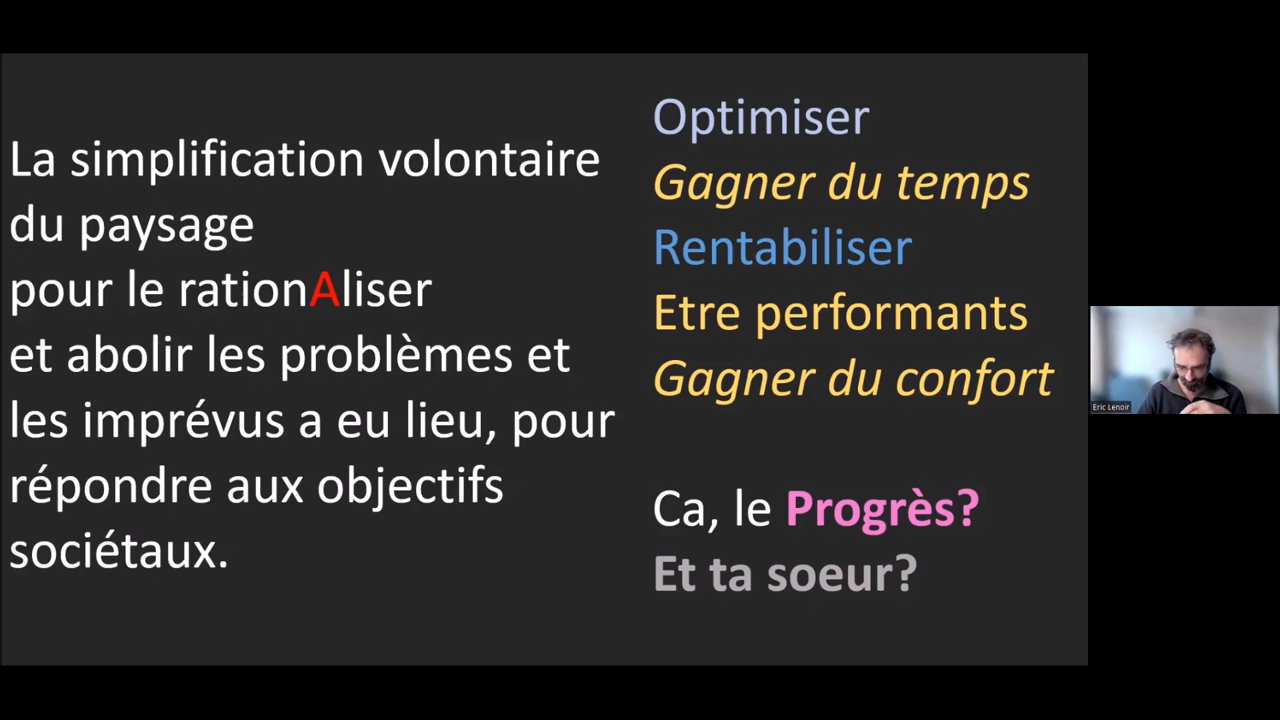 La simplification volontaire
du paysage
pour le rationAliser
et abolir les problèmes et
les imprévus a eu lieu, pour
répondre aux objectifs
sociétaux.
Optimiser
Gagner du temps
Rentabiliser
Etre performants
Gagner du confort
Ca, le Progrès?
Et ta soeur?
Eric Lenoir